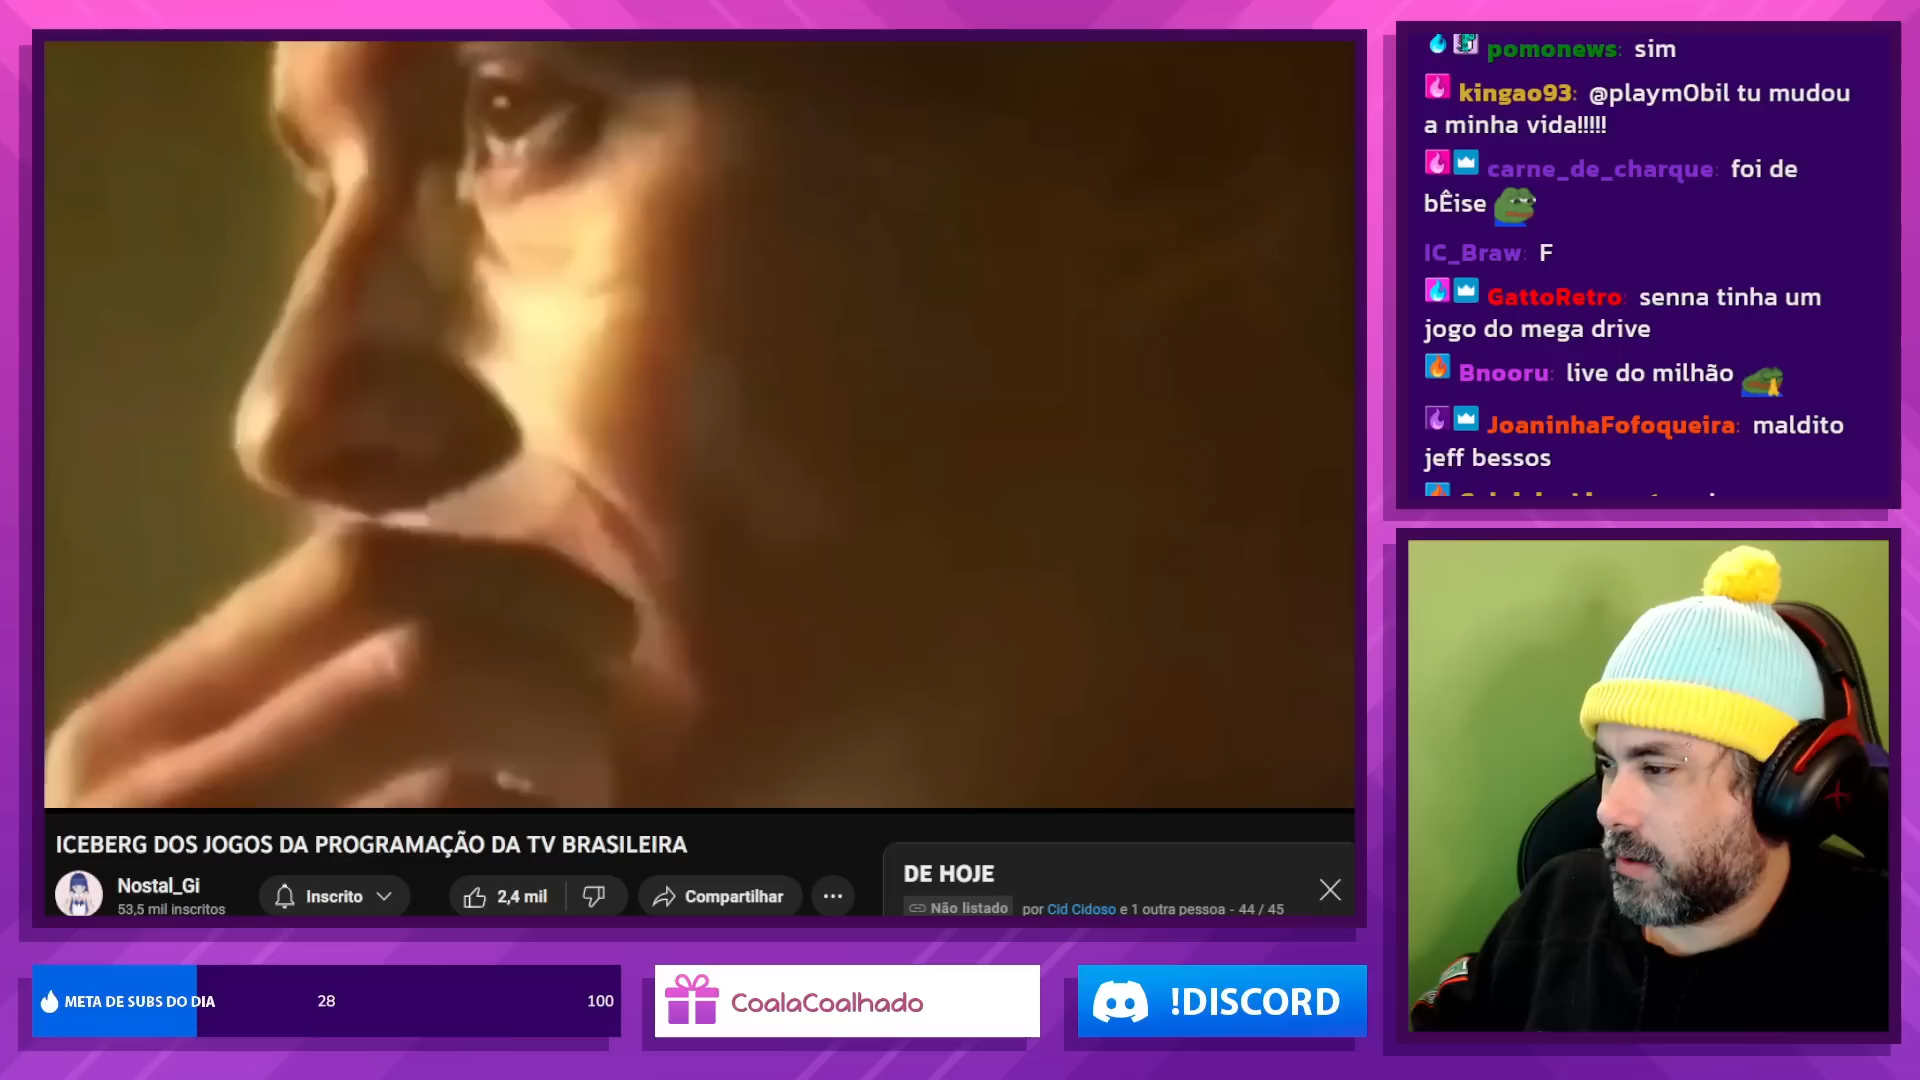 pomonews: sim
kingao93: @playm0bil tu mudou
a minha vida!!!!!
carne_de_charque: foi de
bÊise
IC_Braw: F
GattoRetro: senna tinha um
jogo do mega drive
Bnooru: live do milhão
JoaninhaFofoqueira: maldito
jeff bessos
ICEBERG DOS JOGOS DA PROGRAMAÇÃO DA TV BRASILEIRA
Nostal_Gi
53,5 mil inscritos
Inscrito
2,4 mil
Compartilhar
DE HOJE
Não listado por Cid Cidoso e 1 outra pessoa - 44 / 45
META DE SUBS DO DIA 28 100
CoalaCoalhado
!DISCORD